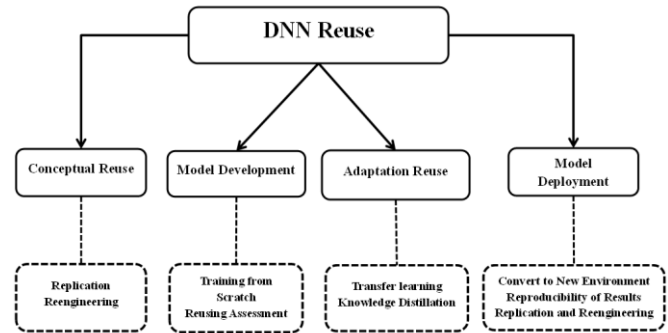 DNN Reuse
Conceptual Reuse
Model Development
Adaptation Reuse
Model
Deployment
Replication
Reengineering
Training from
Scratch
Reusing Assessment
Transfer learning
Knowledge Distillation
Convert to New Environment
Reproducibility of Results
Replication and Reengineering